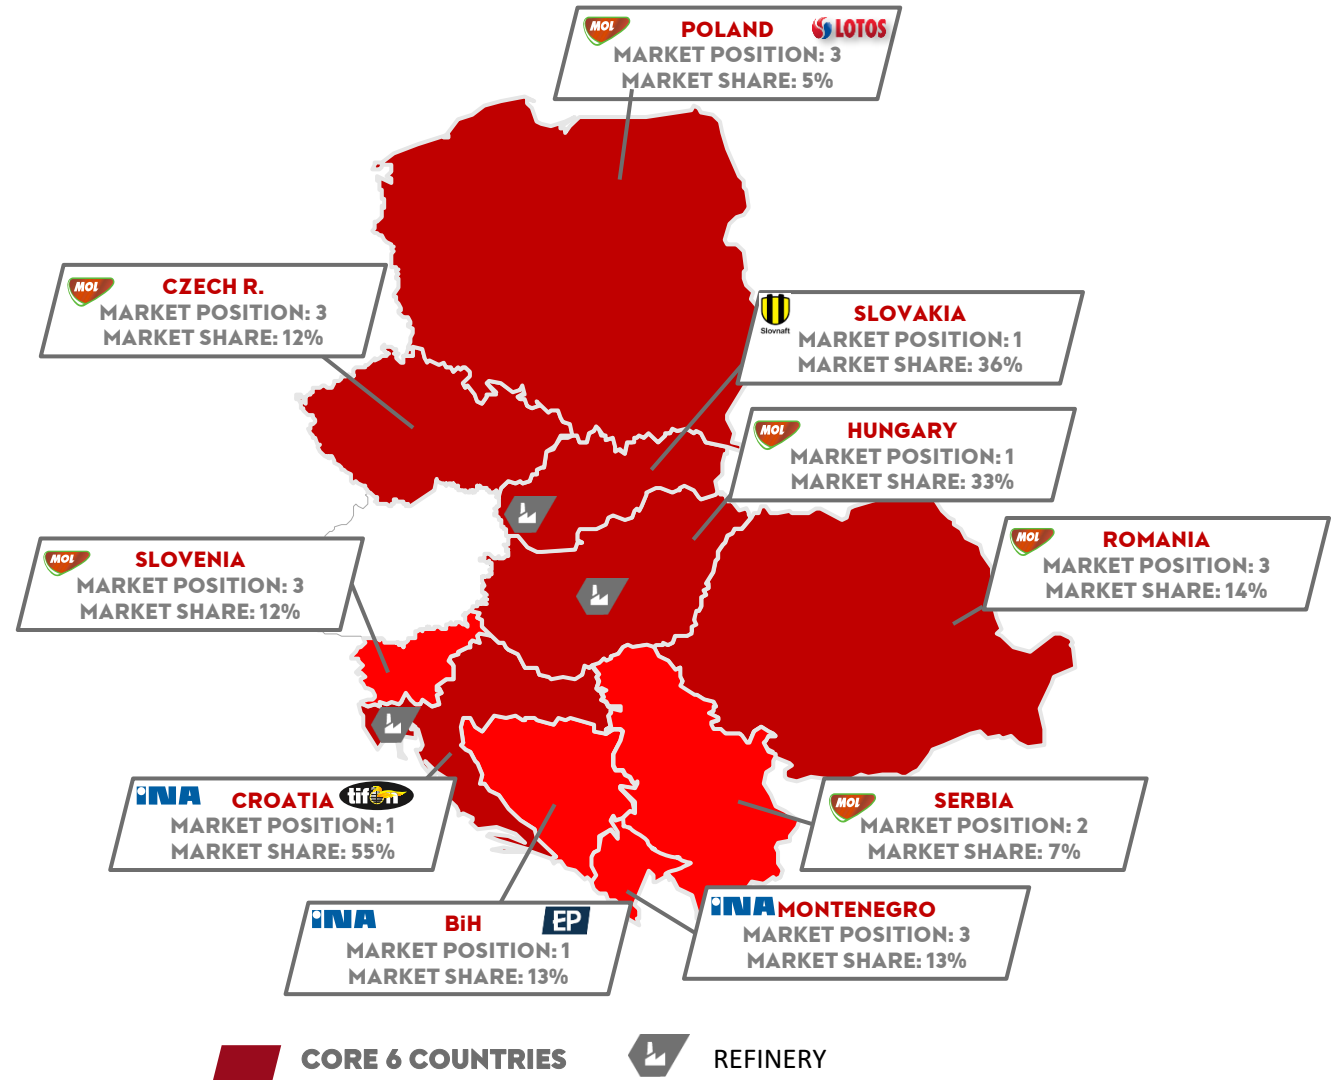 MOL
POLAND
LOTOS
MARKET POSITION: 3
MARKET SHARE: 5%
MOL
CZECH R.
MARKET POSITION: 3
MARKET SHARE: 12%
Slovnaft
SLOVAKIA
MARKET POSITION: 1
MARKET SHARE: 36%
MOL
HUNGARY
MARKET POSITION: 1
MARKET SHARE: 33%
MOL
ROMANIA
MARKET POSITION: 3
MARKET SHARE: 14%
MOL
SLOVENIA
MARKET POSITION: 3
MARKET SHARE: 12%
INA
CROATIA
tifon
MARKET POSITION: 1
MARKET SHARE: 55%
MOL
SERBIA
MARKET POSITION: 2
MARKET SHARE: 7%
INA
BiH
EP
MARKET POSITION: 1
MARKET SHARE: 13%
INA
MONTENEGRO
MARKET POSITION: 3
MARKET SHARE: 13%
CORE 6 COUNTRIES
REFINERY